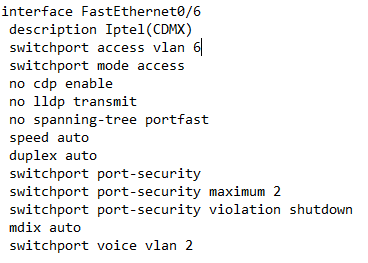 interface FastEthernet0/6
description Iptel(CDMX)
switchport access vlan 6
switchport mode access
no cdp enable
no lldp transmit
no spanning-tree portfast
speed auto
duplex auto
switchport port-security
switchport port-security maximum 2
switchport port-security violation shutdown
mdix auto
switchport voice vlan 2